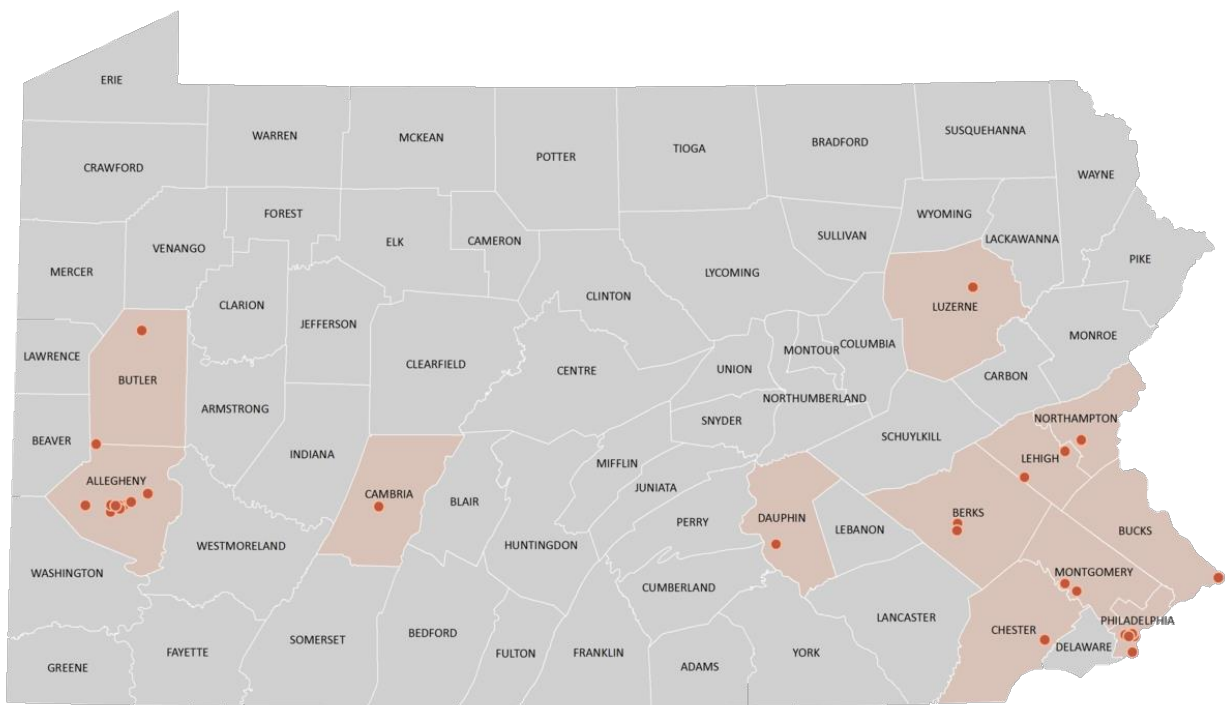 ERIE
WARREN
MCKEAN
POTTER
TIOGA
BRADFORD
SUSQUEHANNA
CRAWFORD
WAYNE
FOREST
WYOMING
VENANGO
ELK
CAMERON
SULLIVAN
LACKAWANNA
MERCER
LYCOMING
PIKE
CLARION
CLINTON
LUZERNE
JEFFERSON
MONROE
LAWRENCE
CLEARFIELD
MONTOUR
COLUMBIA
BUTLER
CENTRE
UNION
CARBON
ARMSTRONG
NORTHUMBERLAND
BEAVER
SNYDER
NORTHAMPTON
SCHUYLKILL
INDIANA
MIFFLIN
LEHIGH
ALLEGHENY
CAMBRIA
BLAIR
JUNIATA
PERRY
DAUPHIN
LEBANON
BERKS
BUCKS
WESTMORELAND
HUNTINGDON
WASHINGTON
CUMBERLAND
MONTGOMERY
LANCASTER
PHILADELPHIA
SOMERSET
BEDFORD
CHESTER
DELAWARE
GREENE
FAYETTE
FULTON
FRANKLIN
ADAMS
YORK